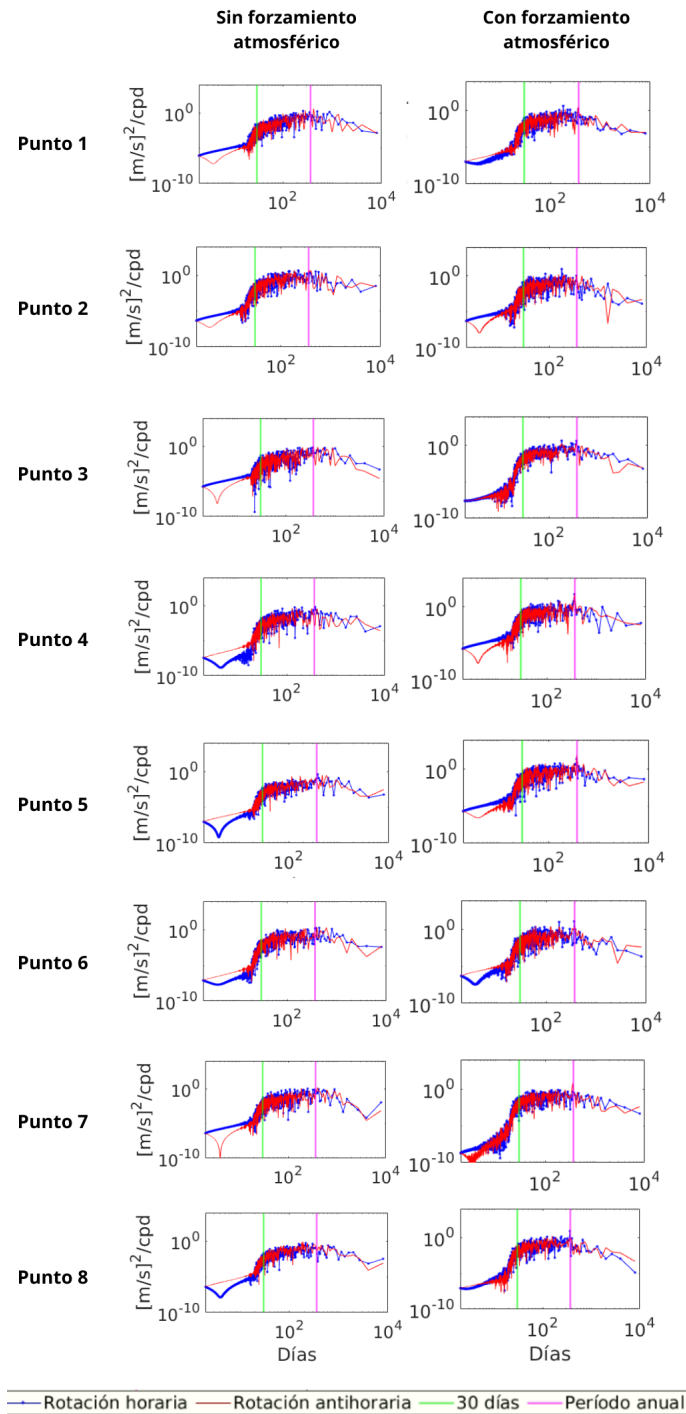 Sin forzamiento
atmosférico
Con forzamiento
atmosférico
Punto 1
[m/s]²/cpd
10⁰
10⁻¹⁰
10²
10⁴
10⁰
10⁻¹⁰
10²
10⁴
Punto 2
[m/s]²/cpd
10⁰
10⁻¹⁰
10²
10⁴
10⁰
10⁻¹⁰
10²
10⁴
Punto 3
[m/s]²/cpd
10⁰
10⁻¹⁰
10²
10⁴
10⁰
10⁻¹⁰
10²
10⁴
Punto 4
[m/s]²/cpd
10⁰
10⁻¹⁰
10²
10⁴
10⁰
10⁻¹⁰
10²
10⁴
Punto 5
[m/s]²/cpd
10⁰
10⁻¹⁰
10²
10⁴
10⁰
10⁻¹⁰
10²
10⁴
Punto 6
[m/s]²/cpd
10⁰
10⁻¹⁰
10²
10⁴
10⁰
10⁻¹⁰
10²
10⁴
Punto 7
[m/s]²/cpd
10⁰
10⁻¹⁰
10²
10⁴
10⁰
10⁻¹⁰
10²
10⁴
Punto 8
[m/s]²/cpd
10⁰
10⁻¹⁰
10²
10⁴
Días
10⁰
10⁻¹⁰
10²
10⁴
Días
Rotación horaria Rotación antihoraria 30 días Período anual